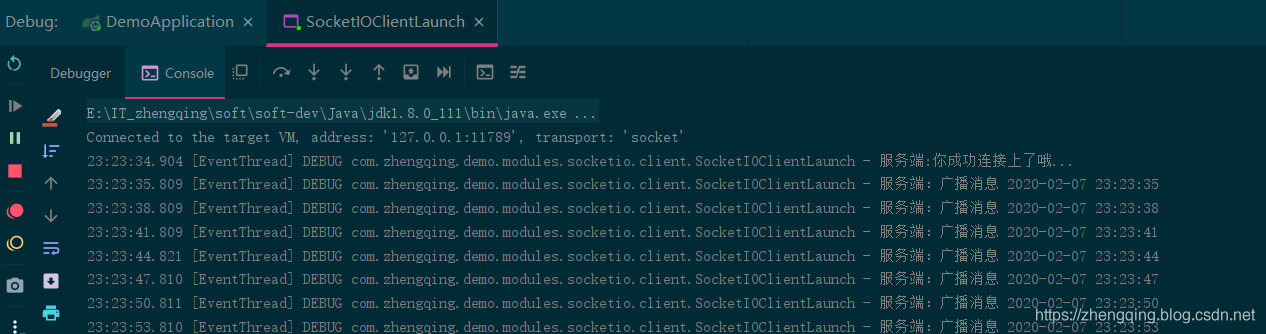 Debug: DemoApplication × SocketIOClientLaunch ×
Debugger Console
E:\IT_zhengqing\soft\soft-dev\Java\jdk1.8.0_111\bin\java.exe ...
Connected to the target VM, address: '127.0.0.1:11789', transport: 'socket'
23:23:34.904 [EventThread] DEBUG com.zhengqing.demo.modules.socketio.client.SocketIOClientLaunch - 服务端:你成功连接上了哦...
23:23:35.809 [EventThread] DEBUG com.zhengqing.demo.modules.socketio.client.SocketIOClientLaunch - 服务端：广播消息 2020-02-07 23:23:35
23:23:38.809 [EventThread] DEBUG com.zhengqing.demo.modules.socketio.client.SocketIOClientLaunch - 服务端：广播消息 2020-02-07 23:23:38
23:23:41.809 [EventThread] DEBUG com.zhengqing.demo.modules.socketio.client.SocketIOClientLaunch - 服务端：广播消息 2020-02-07 23:23:41
23:23:44.821 [EventThread] DEBUG com.zhengqing.demo.modules.socketio.client.SocketIOClientLaunch - 服务端：广播消息 2020-02-07 23:23:44
23:23:47.810 [EventThread] DEBUG com.zhengqing.demo.modules.socketio.client.SocketIOClientLaunch - 服务端：广播消息 2020-02-07 23:23:47
23:23:50.811 [EventThread] DEBUG com.zhengqing.demo.modules.socketio.client.SocketIOClientLaunch - 服务端：广播消息 2020-02-07 23:23:50
23:23:53.810 [EventThread] DEBUG com.zhengqing.demo.modules.socketio.client.SocketIOClientLaunch - 服务端：广播消息 2020-02-07 23:23:53
https://zhengqing.blog.csdn.net